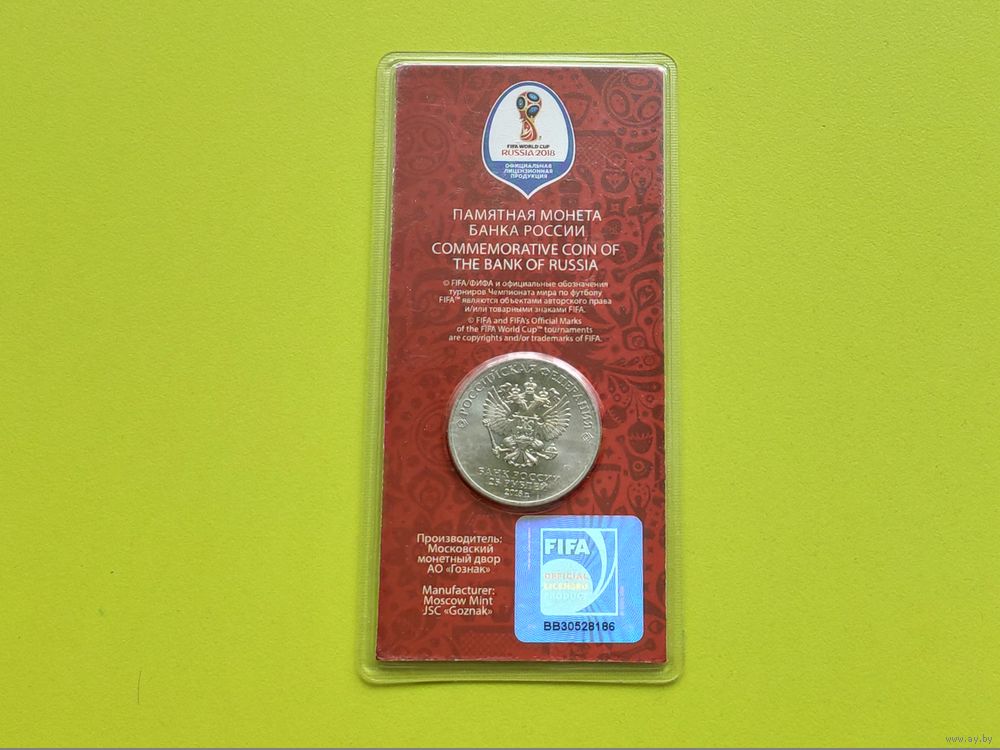 FIFA WORLD CUP
RUSSIA 2018
ОФИЦИАЛЬНАЯ
ЛИЦЕНЗИОННАЯ
ПРОДУКЦИЯ
ПАМЯТНАЯ МОНЕТА
БАНКА РОССИИ
COMMEMORATIVE COIN OF
THE BANK OF RUSSIA
© FIFA/ФИФА и официальные обозначения
турниров Чемпионата мира по футболу
FIFA™ являются объектами авторского права
и/или товарными знаками FIFA.
© FIFA and FIFA's Official Marks
of the FIFA World Cup™ tournaments
are copyrights and/or trademarks of FIFA.
РОССИЙСКАЯ ФЕДЕРАЦИЯ
БАНК РОССИИ
25 РУБЛЕЙ
2018 г.
Производитель:
Московский
монетный двор
АО «Гознак»
Manufacturer:
Moscow Mint
JSC «Goznak»
FIFA
OFFICIAL
LICENSED
PRODUCT
BB30528186
www.ay.by